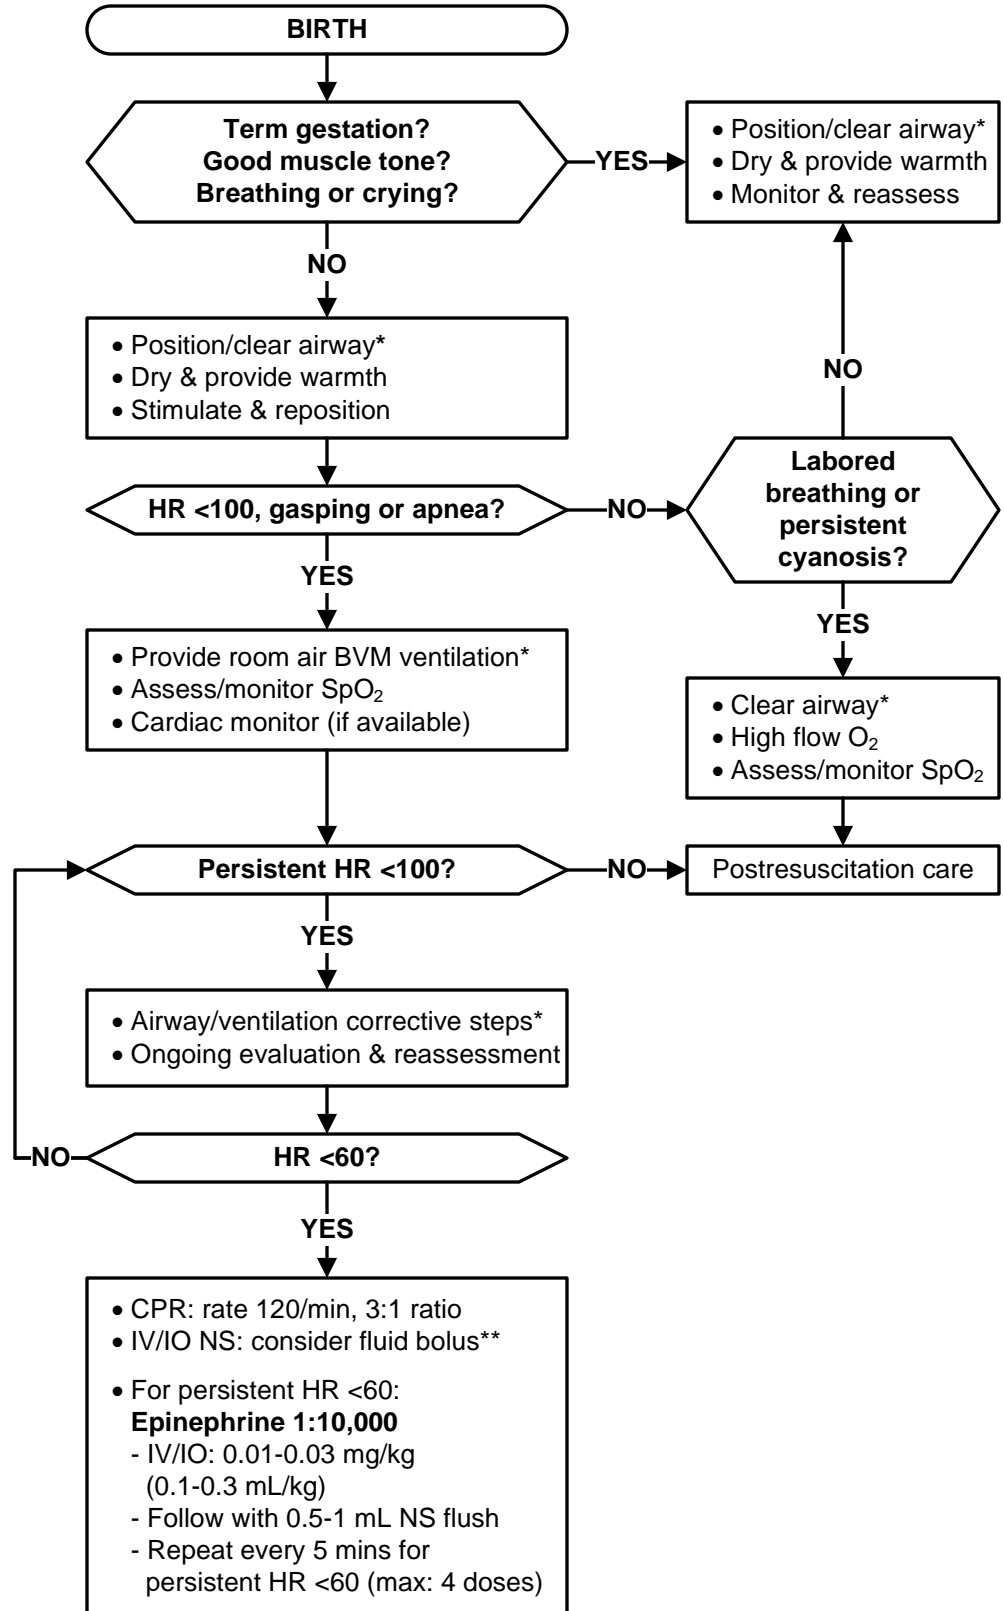 BIRTH
Term gestation?
Good muscle tone?
Breathing or crying?
YES
• Position/clear airway*
• Dry & provide warmth
• Monitor & reassess
NO
• Position/clear airway*
• Dry & provide warmth
• Stimulate & reposition
NO
HR <100, gasping or apnea?
NO
Labored
breathing or
persistent
cyanosis?
YES
YES
• Provide room air BVM ventilation*
• Assess/monitor SpO₂
• Cardiac monitor (if available)
• Clear airway*
• High flow O₂
• Assess/monitor SpO₂
Persistent HR <100?
NO
Postresuscitation care
YES
• Airway/ventilation corrective steps*
• Ongoing evaluation & reassessment
NO
HR <60?
YES
• CPR: rate 120/min, 3:1 ratio
• IV/IO NS: consider fluid bolus**
• For persistent HR <60:
Epinephrine 1:10,000
- IV/IO: 0.01-0.03 mg/kg
(0.1-0.3 mL/kg)
- Follow with 0.5-1 mL NS flush
- Repeat every 5 mins for
persistent HR <60 (max: 4 doses)